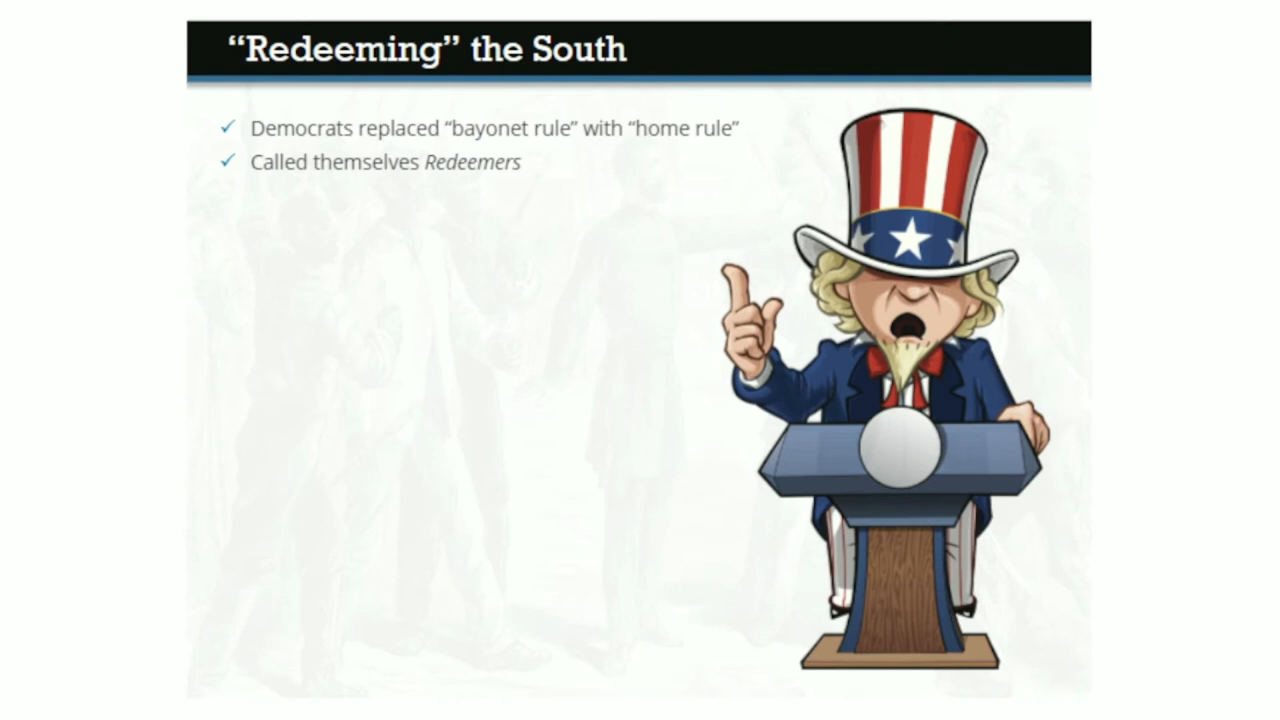 “Redeeming” the South
Democrats replaced “bayonet rule” with “home rule”
Called themselves Redeemers